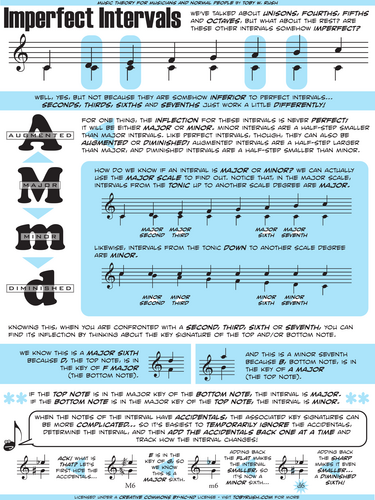 MUSIC THEORY FOR MUSICIANS AND NORMAL PEOPLE BY TOBY W. RUSH
Imperfect Intervals
WE'VE TALKED ABOUT UNISONS, FOURTHS, FIFTHS
AND OCTAVES. BUT WHAT ABOUT THE REST? ARE
THESE OTHER INTERVALS SOMEHOW IMPERFECT?
WELL, YES, BUT NOT BECAUSE THEY ARE SOMEHOW INFERIOR TO PERFECT INTERVALS...
SECONDS, THIRDS, SIXTHS AND SEVENTHS JUST WORK A LITTLE DIFFERENTLY!
A
AUGMENTED
M
MAJOR
m
MINOR
d
DIMINISHED
FOR ONE THING, THE INFLECTION FOR THESE INTERVALS IS NEVER PERFECT;
IT WILL BE EITHER MAJOR OR MINOR. MINOR INTERVALS ARE A HALF-STEP SMALLER
THAN MAJOR INTERVALS. LIKE PERFECT INTERVALS, THOUGH, THEY CAN ALSO BE
AUGMENTED OR DIMINISHED; AUGMENTED INTERVALS ARE A HALF-STEP LARGER
THAN MAJOR, AND DIMINISHED INTERVALS ARE A HALF-STEP SMALLER THAN MINOR.
HOW DO WE KNOW IF AN INTERVAL IS MAJOR OR MINOR? WE CAN ACTUALLY
USE THE MAJOR SCALE TO FIND OUT. NOTICE THAT, IN THE MAJOR SCALE,
INTERVALS FROM THE TONIC UP TO ANOTHER SCALE DEGREE ARE MAJOR.
MAJOR SECOND
MAJOR THIRD
MAJOR SIXTH
MAJOR SEVENTH
LIKEWISE, INTERVALS FROM THE TONIC DOWN TO ANOTHER SCALE DEGREE
ARE MINOR.
MINOR SECOND
MINOR THIRD
MINOR SIXTH
MINOR SEVENTH
KNOWING THIS, WHEN YOU ARE CONFRONTED WITH A SECOND, THIRD, SIXTH OR SEVENTH, YOU CAN
FIND ITS INFLECTION BY THINKING ABOUT THE KEY SIGNATURE OF THE TOP AND/OR BOTTOM NOTE.
WE KNOW THIS IS A MAJOR SIXTH
BECAUSE D, THE TOP NOTE, IS IN
THE KEY OF F MAJOR
(THE BOTTOM NOTE).
AND THIS IS A MINOR SEVENTH
BECAUSE B, BOTTOM NOTE, IS IN
THE KEY OF A MAJOR
(THE TOP NOTE).
IF THE TOP NOTE IS IN THE MAJOR KEY OF THE BOTTOM NOTE, THE INTERVAL IS MAJOR.
IF THE BOTTOM NOTE IS IN THE MAJOR KEY OF THE TOP NOTE, THE INTERVAL IS MINOR.
WHEN THE NOTES OF THE INTERVAL HAVE ACCIDENTALS, THE ASSOCIATED KEY SIGNATURES CAN
BE MORE COMPLICATED... SO IT'S EASIEST TO TEMPORARILY IGNORE THE ACCIDENTALS,
DETERMINE THE INTERVAL, AND THEN ADD THE ACCIDENTALS BACK ONE AT A TIME AND
TRACK HOW THE INTERVAL CHANGES!
ACK! WHAT
IS THAT?
LET'S FIRST
HIDE THE
ACCIDENTALS...
E IS IN
THE KEY
OF G, SO
WE KNOW
THIS IS A
MAJOR SIXTH.
M6
ADDING BACK
THE FLAT
MAKES THE
INTERVAL
SMALLER, SO
IT'S NOW A
MINOR SIXTH...
m6
ADDING BACK
THE SHARP
MAKES IT EVEN
SMALLER...
A DIMINISHED
SIXTH!
d6
LICENSED UNDER A CREATIVE COMMONS BY-NC-ND LICENSE - VISIT TOBYRUSH.COM FOR MORE